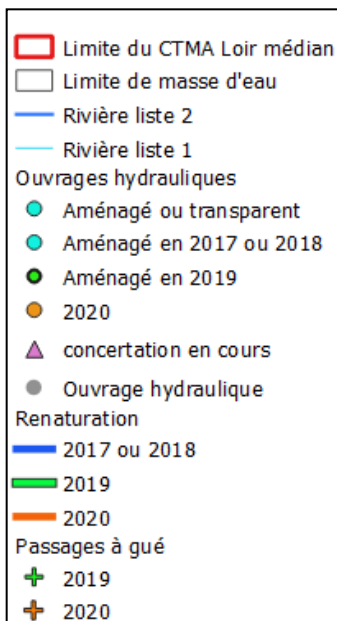 Limite du CTMA Loir médian
Limite de masse d'eau
Rivière liste 2
Rivière liste 1
Ouvrages hydrauliques
Aménagé ou transparent
Aménagé en 2017 ou 2018
Aménagé en 2019
2020
concertation en cours
Ouvrage hydraulique
Renaturation
2017 ou 2018
2019
2020
Passages à gué
2019
2020